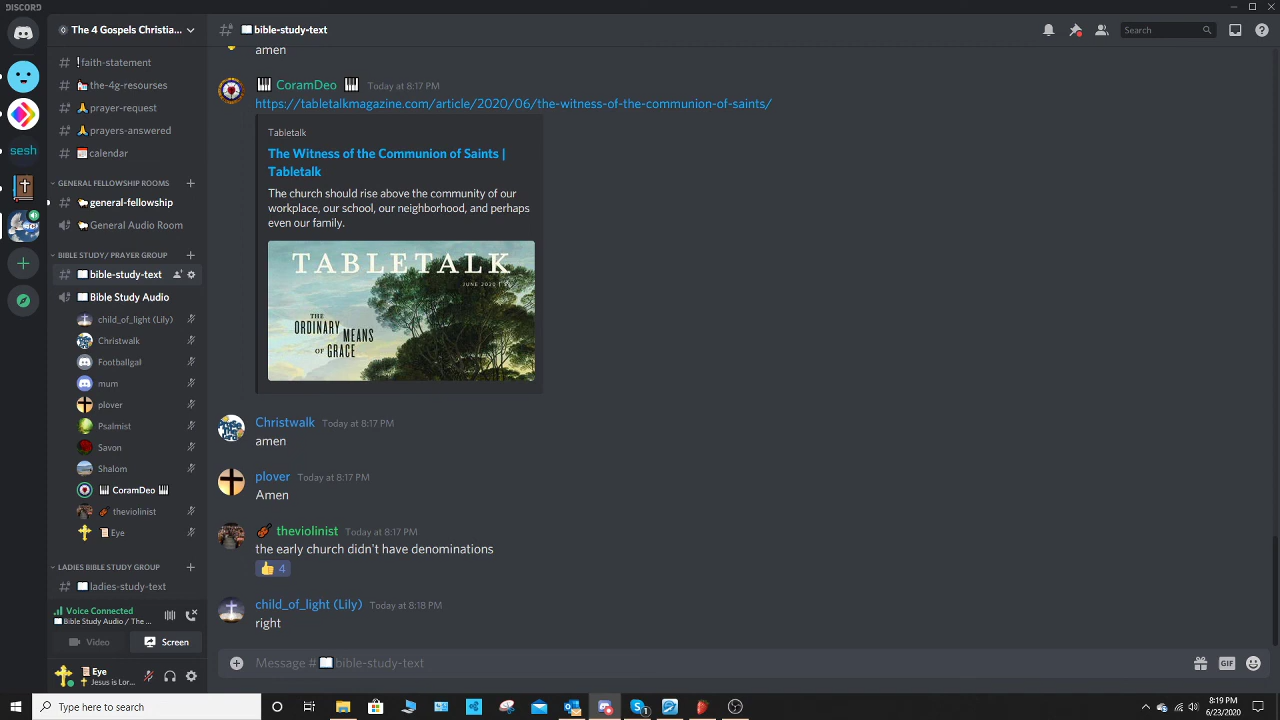 DISCORD
The 4 Gospels Christia...
bible-study-text
Search
!faith-statement
the-4g-resourses
prayer-request
prayers-answered
calendar
GENERAL FELLOWSHIP ROOMS
general-fellowship
General Audio Room
BIBLE STUDY/ PRAYER GROUP
bible-study-text
Bible Study Audio
child_of_light (Lily)
Christwalk
Footballgal
mum
plover
Psalmist
Savon
Shalom
CoramDeo
theviolinist
Eye
LADIES BIBLE STUDY GROUP
ladies-study-text
Voice Connected
Bible Study Audio / The ...
Video
Screen
Eye
Jesus is Lor...
sesh
amen
CoramDeo Today at 8:17 PM
https://tabletalkmagazine.com/article/2020/06/the-witness-of-the-communion-of-saints/
Tabletalk
The Witness of the Communion of Saints |
Tabletalk
The church should rise above the community of our
workplace, our school, our neighborhood, and perhaps
even our family.
TABLETALK
JUNE 2020
THE
ORDINARY MEANS
OF GRACE
Christwalk Today at 8:17 PM
amen
plover Today at 8:17 PM
Amen
theviolinist Today at 8:17 PM
the early church didn't have denominations
4
child_of_light (Lily) Today at 8:18 PM
right
Message # bible-study-text
GIF
Type here to search
8:19 PM
6/23/2020